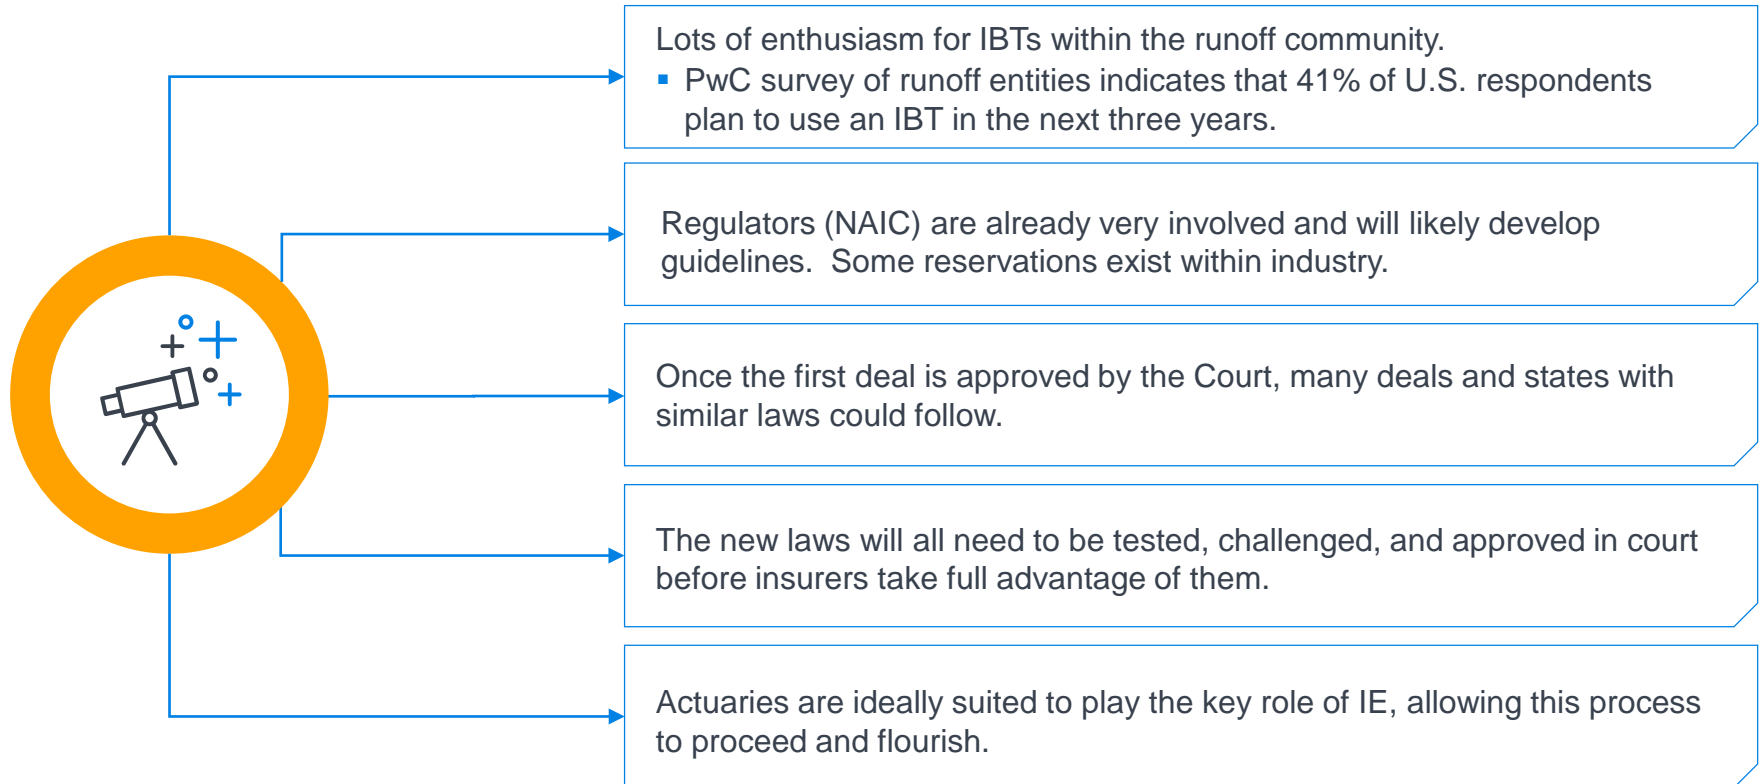 Lots of enthusiasm for IBTs within the runoff community.
▪ PwC survey of runoff entities indicates that 41% of U.S. respondents
plan to use an IBT in the next three years.
Regulators (NAIC) are already very involved and will likely develop
guidelines.  Some reservations exist within industry.
Once the first deal is approved by the Court, many deals and states with
similar laws could follow.
The new laws will all need to be tested, challenged, and approved in court
before insurers take full advantage of them.
Actuaries are ideally suited to play the key role of IE, allowing this process
to proceed and flourish.